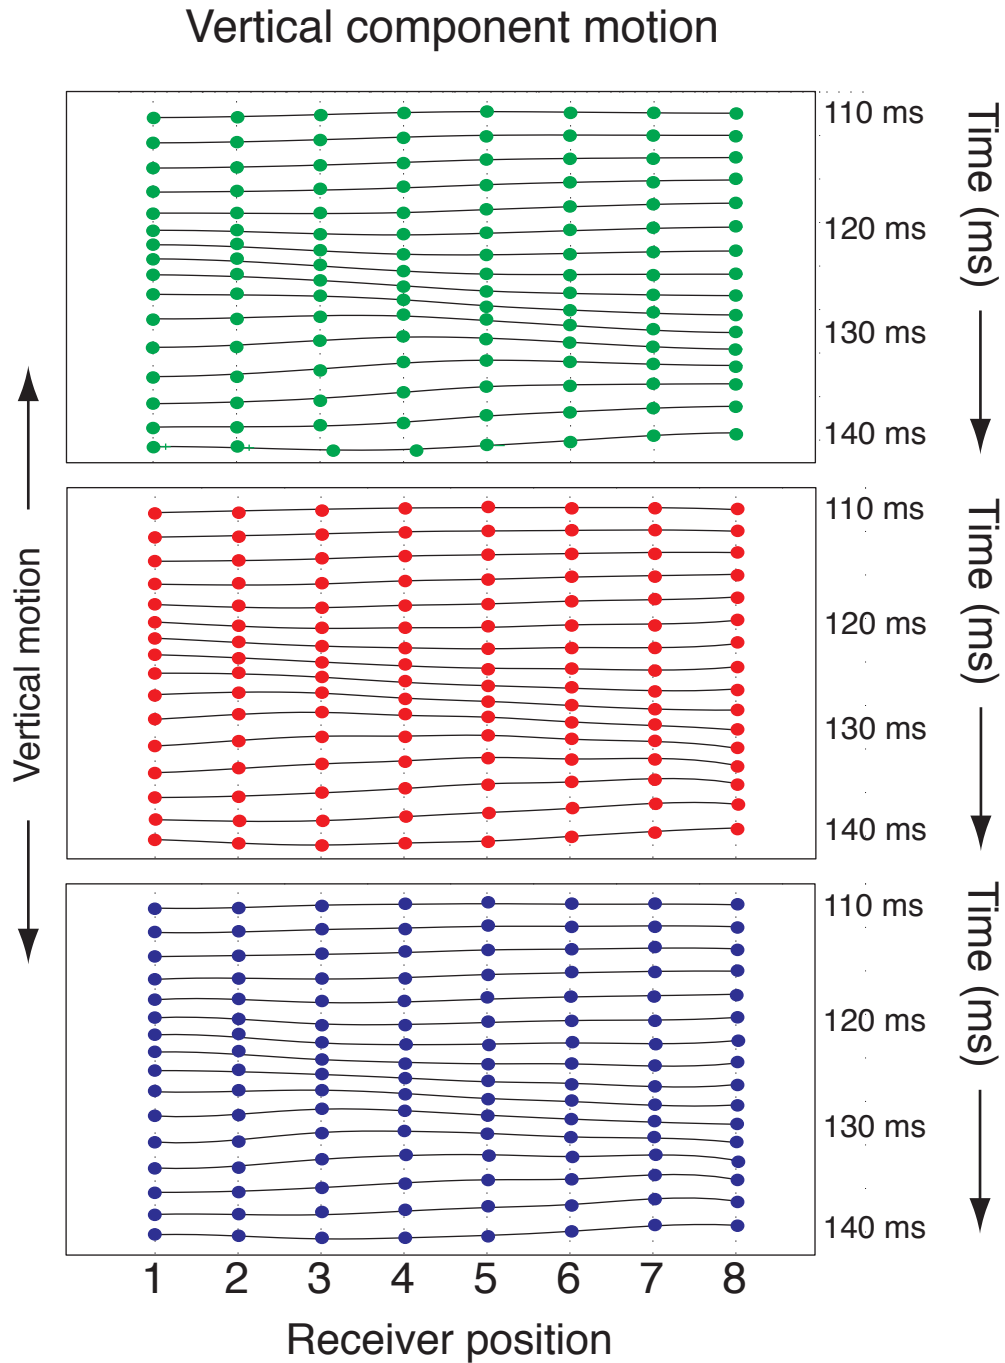 Vertical component motion
110 ms
120 ms
130 ms
140 ms
Time (ms)
110 ms
120 ms
130 ms
140 ms
Time (ms)
110 ms
120 ms
130 ms
140 ms
Time (ms)
Vertical motion
1 2 3 4 5 6 7 8
Receiver position